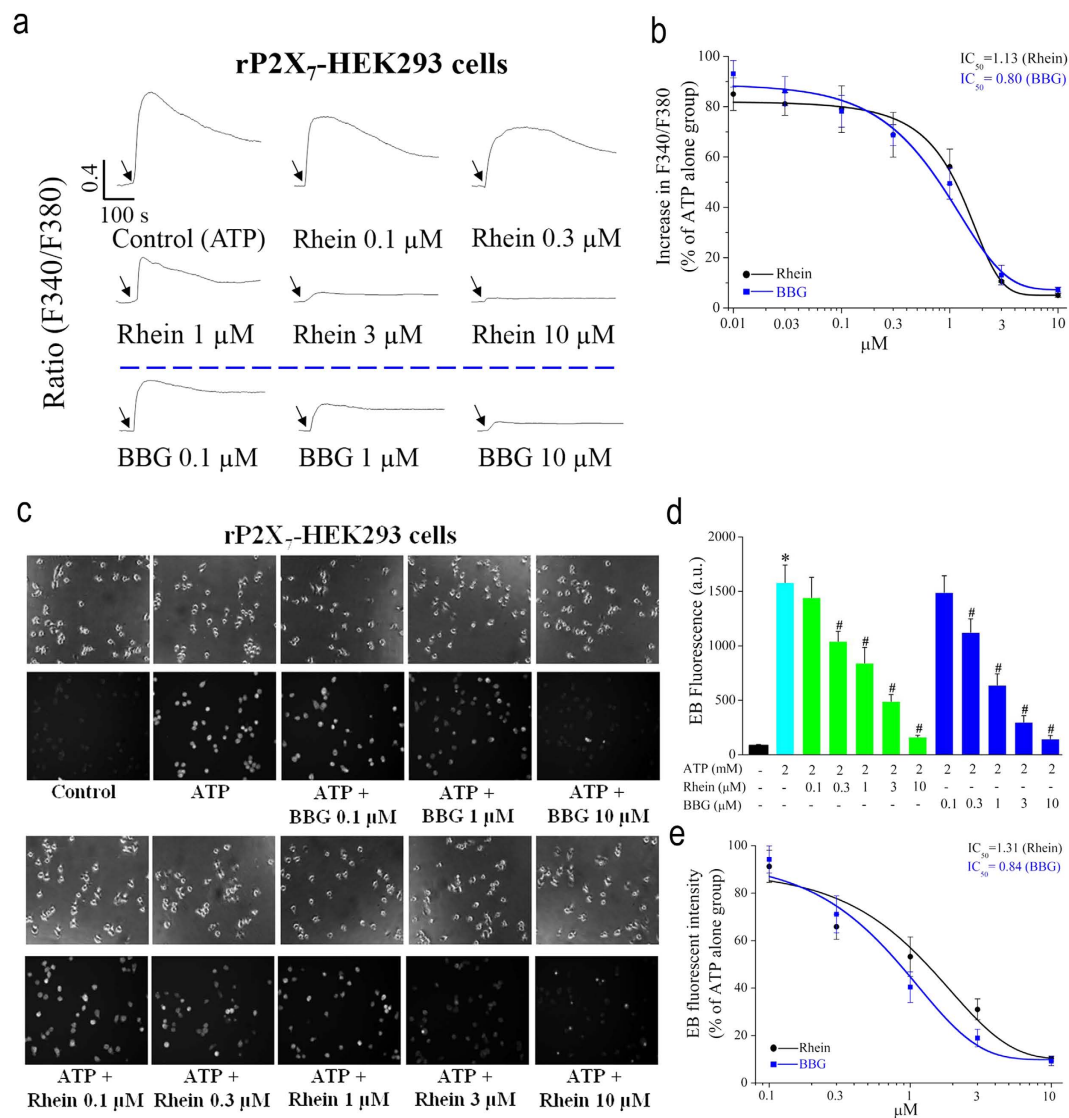 a
rP2X7-HEK293 cells
Ratio (F340/F380)
0.4
100 s
Control (ATP)
Rhein 0.1 μM
Rhein 0.3 μM
Rhein 1 μM
Rhein 3 μM
Rhein 10 μM
BBG 0.1 μM
BBG 1 μM
BBG 10 μM
b
Increase in F340/F380
(% of ATP alone group)
100
80
60
40
20
0
IC50=1.13 (Rhein)
IC50= 0.80 (BBG)
Rhein
BBG
0.01 0.03 0.1 0.3 1 3 10
μM
c
rP2X7-HEK293 cells
Control
ATP
ATP +
BBG 0.1 μM
ATP +
BBG 1 μM
ATP +
BBG 10 μM
ATP +
Rhein 0.1 μM
ATP +
Rhein 0.3 μM
ATP +
Rhein 1 μM
ATP +
Rhein 3 μM
ATP +
Rhein 10 μM
d
EB Fluorescence (a.u.)
2000
1500
1000
500
0
* # # # # # # # #
ATP (mM) - 2 2 2 2 2 2 2 2 2 2 2
Rhein (μM) - - 0.1 0.3 1 3 10 - - - - -
BBG (μM) - - - - - - - 0.1 0.3 1 3 10
e
EB fluorescent intensity
(% of ATP alone group)
100
80
60
40
20
0
IC50=1.31 (Rhein)
IC50= 0.84 (BBG)
Rhein
BBG
0.1 1 10
μM